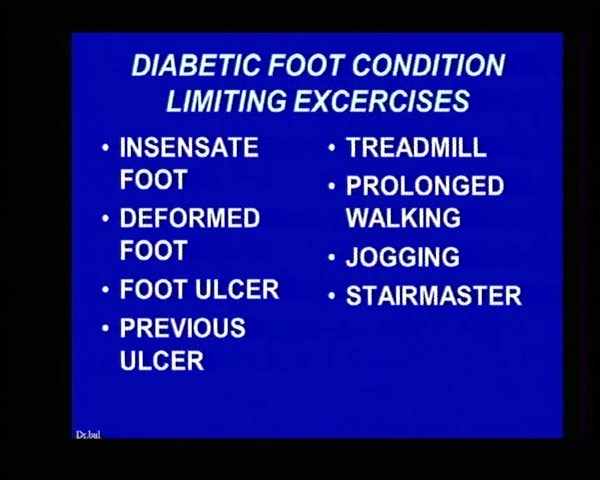 DIABETIC FOOT CONDITION
LIMITING EXCERCISES
• INSENSATE
FOOT
• DEFORMED
FOOT
• FOOT ULCER
• PREVIOUS
ULCER
• TREADMILL
• PROLONGED
WALKING
• JOGGING
• STAIRMASTER
Dr.bal